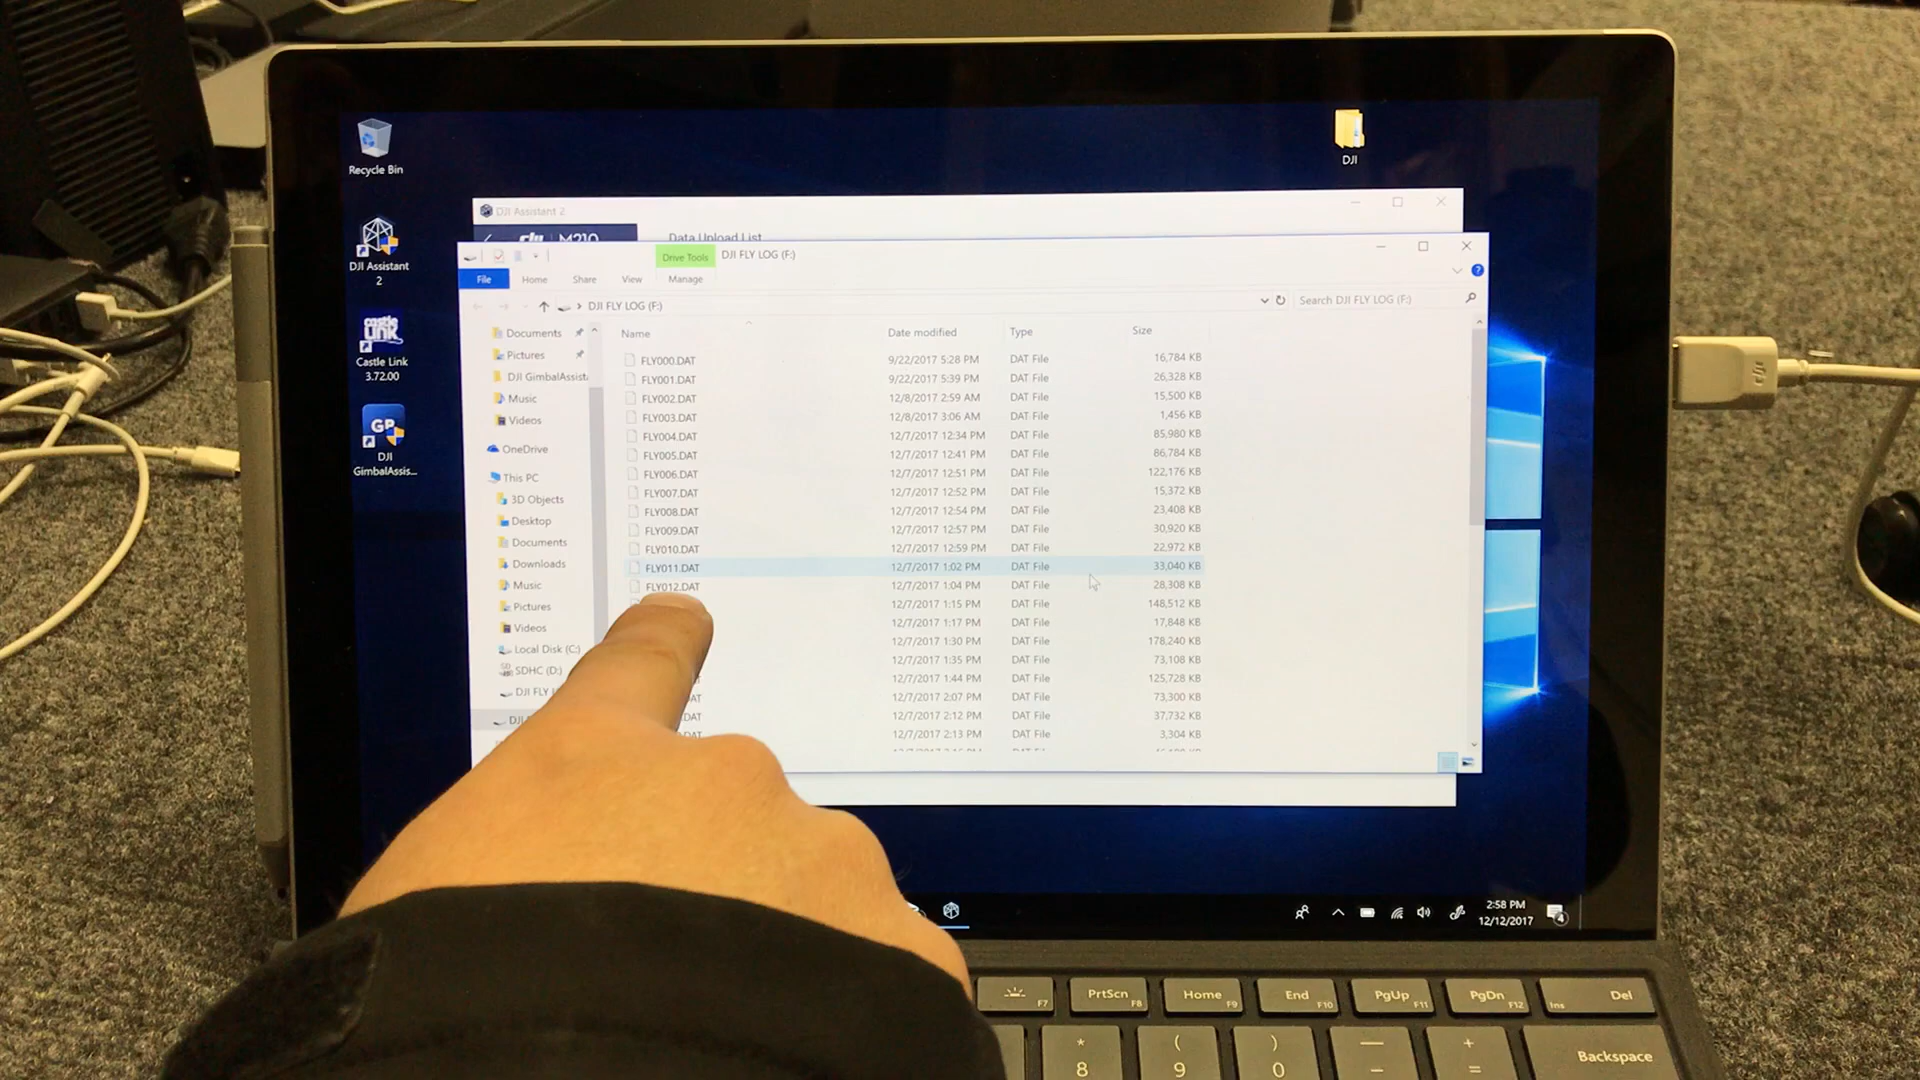 Recycle Bin
DJI
DJI Assistant 2
DJI Assistant
2
dji M210
Data Upload List
Drive Tools
DJI FLY LOG (F:)
File
Home
Share
View
Manage
DJI FLY LOG (F:)
Search DJI FLY LOG (F:)
Castle
Link
Castle Link
3.72.00
GP
DJI
GimbalAssis...
Documents
Pictures
DJI GimbalAssist
Music
Videos
OneDrive
This PC
3D Objects
Desktop
Documents
Downloads
Music
Pictures
Videos
Local Disk (C:)
SDHC (D:)
DJI FLY L
DJI
Name Date modified Type Size
FLY000.DAT 9/22/2017 5:28 PM DAT File 16,784 KB
FLY001.DAT 9/22/2017 5:39 PM DAT File 26,328 KB
FLY002.DAT 12/8/2017 2:59 AM DAT File 15,500 KB
FLY003.DAT 12/8/2017 3:06 AM DAT File 1,456 KB
FLY004.DAT 12/7/2017 12:34 PM DAT File 85,980 KB
FLY005.DAT 12/7/2017 12:41 PM DAT File 86,784 KB
FLY006.DAT 12/7/2017 12:51 PM DAT File 122,176 KB
FLY007.DAT 12/7/2017 12:52 PM DAT File 15,372 KB
FLY008.DAT 12/7/2017 12:54 PM DAT File 23,408 KB
FLY009.DAT 12/7/2017 12:57 PM DAT File 30,920 KB
FLY010.DAT 12/7/2017 12:59 PM DAT File 22,972 KB
FLY011.DAT 12/7/2017 1:02 PM DAT File 33,040 KB
FLY012.DAT 12/7/2017 1:04 PM DAT File 28,308 KB
12/7/2017 1:15 PM DAT File 148,512 KB
12/7/2017 1:17 PM DAT File 17,848 KB
12/7/2017 1:30 PM DAT File 178,240 KB
12/7/2017 1:35 PM DAT File 73,108 KB
12/7/2017 1:44 PM DAT File 125,728 KB
AT 12/7/2017 2:07 PM DAT File 73,300 KB
.DAT 12/7/2017 2:12 PM DAT File 37,732 KB
.DAT 12/7/2017 2:13 PM DAT File 3,304 KB
2:58 PM
12/12/2017
4
F7
PrtScn F8
Home F9
End F10
PgUp F11
PgDn F12
Ins Del
* 8
( 9
) 0
— –
+ =
Backspace
dji